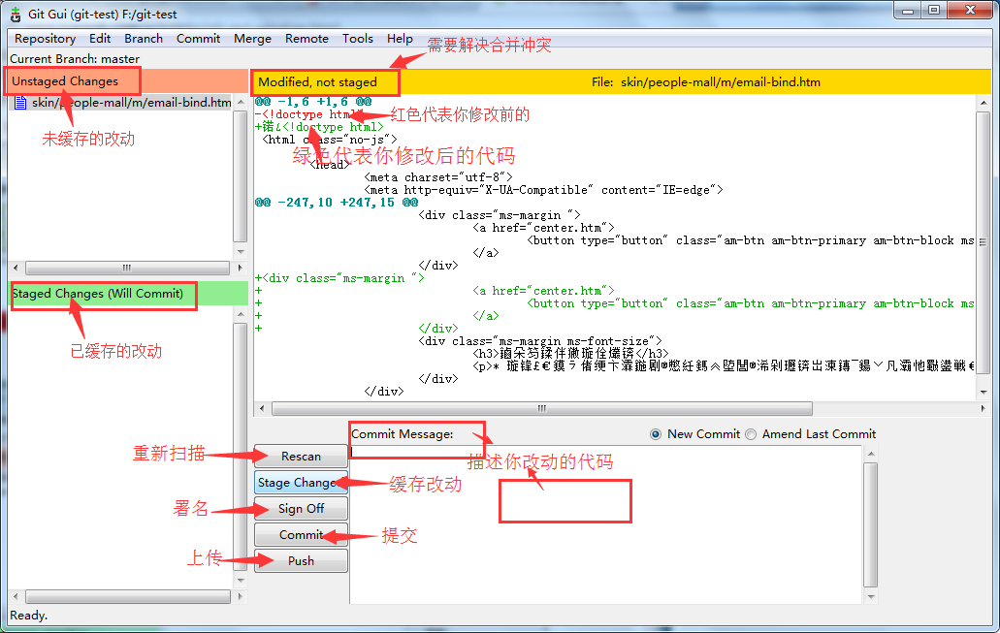 Git Gui (git-test) F:/git-test
Repository Edit Branch Commit Merge Remote Tools Help
需要解决合并冲突
Current Branch: master
Unstaged Changes
Modified, not staged
File: skin/people-mall/m/email-bind.htm
skin/people-mall/m/email-bind.htm
未缓存的改动
@@ -1,6 +1,6 @@
-<!doctype html>
红色代表你修改前的
+锘縷<!doctype html>
<html class="no-js">
绿色代表你修改后的代码
<head>
<meta charset="utf-8">
<meta http-equiv="X-UA-Compatible" content="IE=edge">
@@ -247,10 +247,15 @@
<div class="ms-margin ">
<a href="center.htm">
<button type="button" class="am-btn am-btn-primary am-btn-block ms
</a>
</div>
+<div class="ms-margin ">
+ <a href="center.htm">
+ <button type="button" class="am-btn am-btn-primary am-btn-block ms
+ </a>
+ </div>
<div class="ms-margin ms-font-size">
<h3></h3>
<p>*
</div>
</div>
Staged Changes (Will Commit)
已缓存的改动
Commit Message:
New Commit Amend Last Commit
描述你改动的代码
重新扫描
Rescan
Stage Change
缓存改动
署名
Sign Off
Commit
提交
上传
Push
Ready.